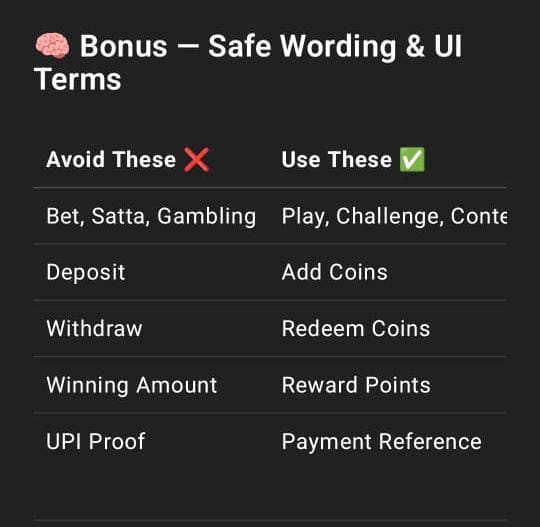 🧠 Bonus — Safe Wording & UI
Terms
Avoid These ❌ Use These ✅
Bet, Satta, Gambling Play, Challenge, Conte
Deposit Add Coins
Withdraw Redeem Coins
Winning Amount Reward Points
UPI Proof Payment Reference